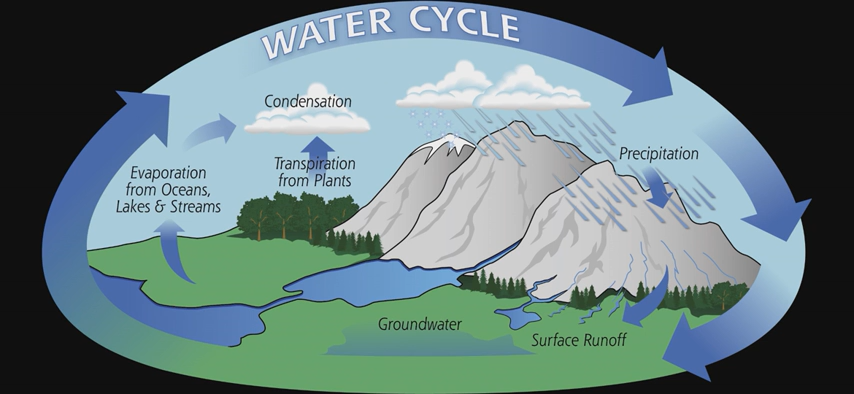 WATER CYCLE
Condensation
Evaporation
from Oceans,
Lakes & Streams
Transpiration
from Plants
Precipitation
Groundwater
Surface Runoff